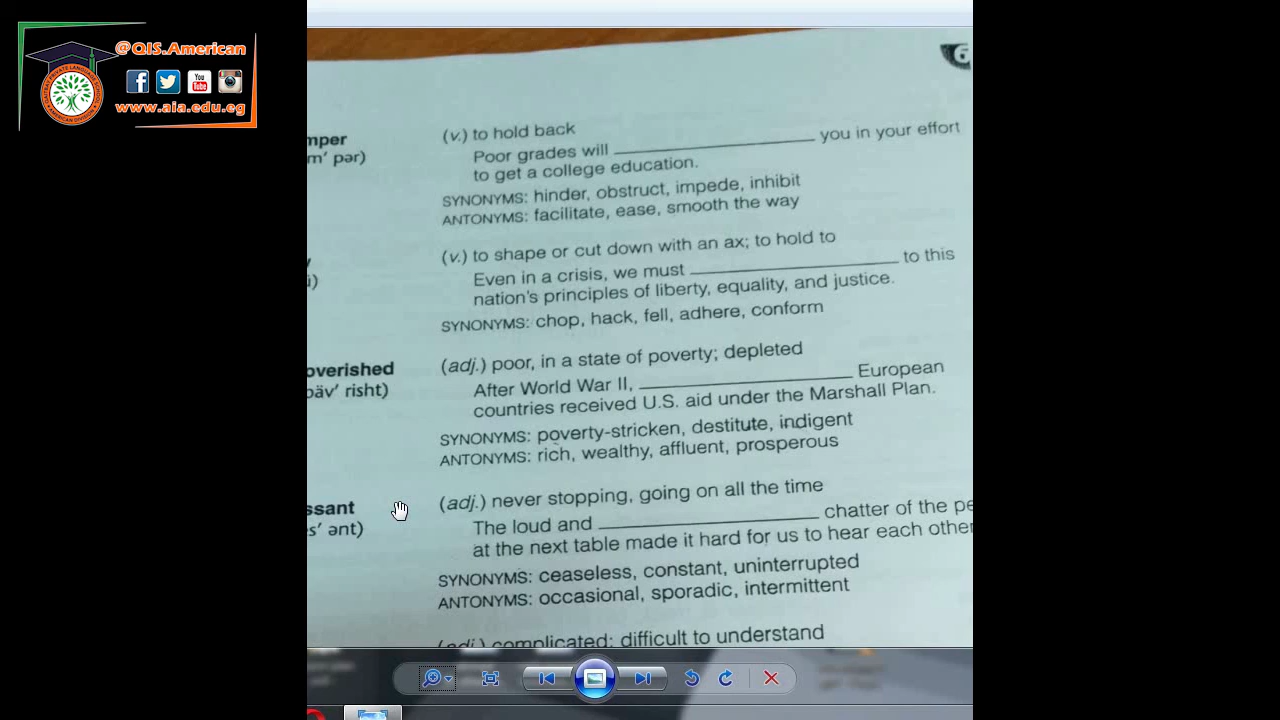 @QIS.American
www.aia.edu.eg
6
mper
(v.) to hold back
m' pər)
Poor grades will ____________ you in your effort
to get a college education.
SYNONYMS: hinder, obstruct, impede, inhibit
ANTONYMS: facilitate, ease, smooth the way
(v.) to shape or cut down with an ax; to hold to
Even in a crisis, we must ____________ to this
nation's principles of liberty, equality, and justice.
SYNONYMS: chop, hack, fell, adhere, conform
overished
(adj.) poor, in a state of poverty; depleted
päv' risht)
After World War II, ____________ European
countries received U.S. aid under the Marshall Plan.
SYNONYMS: poverty-stricken, destitute, indigent
ANTONYMS: rich, wealthy, affluent, prosperous
ssant
(adj.) never stopping, going on all the time
s' ənt)
The loud and ____________ chatter of the pe
at the next table made it hard for us to hear each other
SYNONYMS: ceaseless, constant, uninterrupted
ANTONYMS: occasional, sporadic, intermittent
(adj.) complicated; difficult to understand